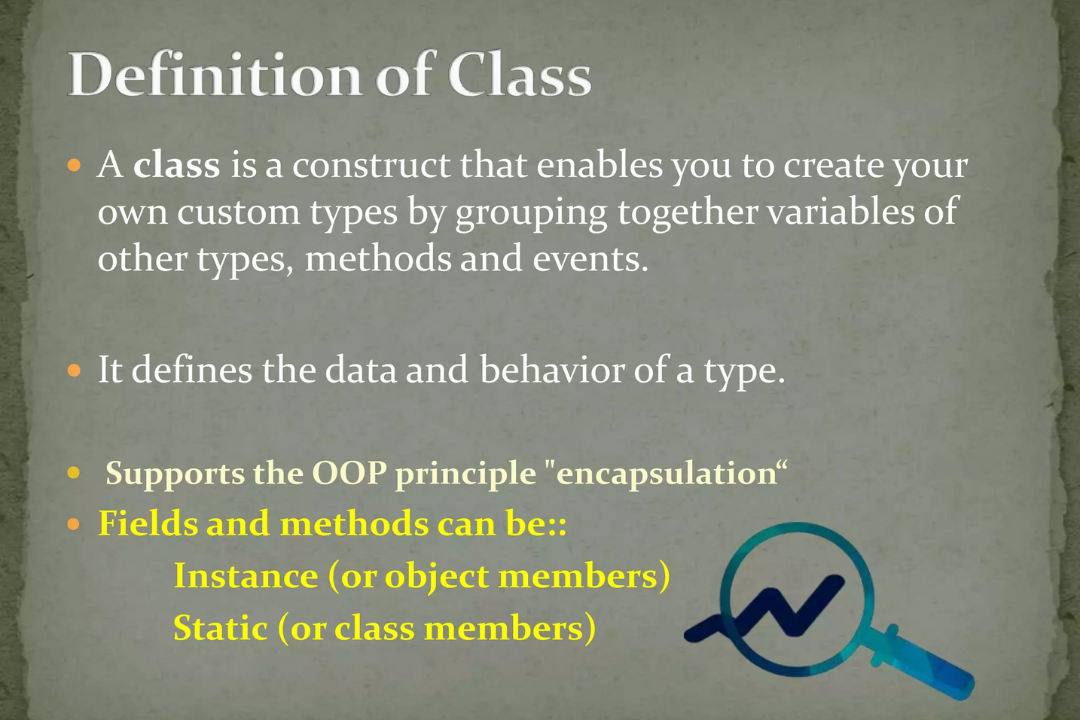 Definition of Class
• A class is a construct that enables you to create your
own custom types by grouping together variables of
other types, methods and events.
• It defines the data and behavior of a type.
• Supports the OOP principle "encapsulation“
• Fields and methods can be::
Instance (or object members)
Static (or class members)